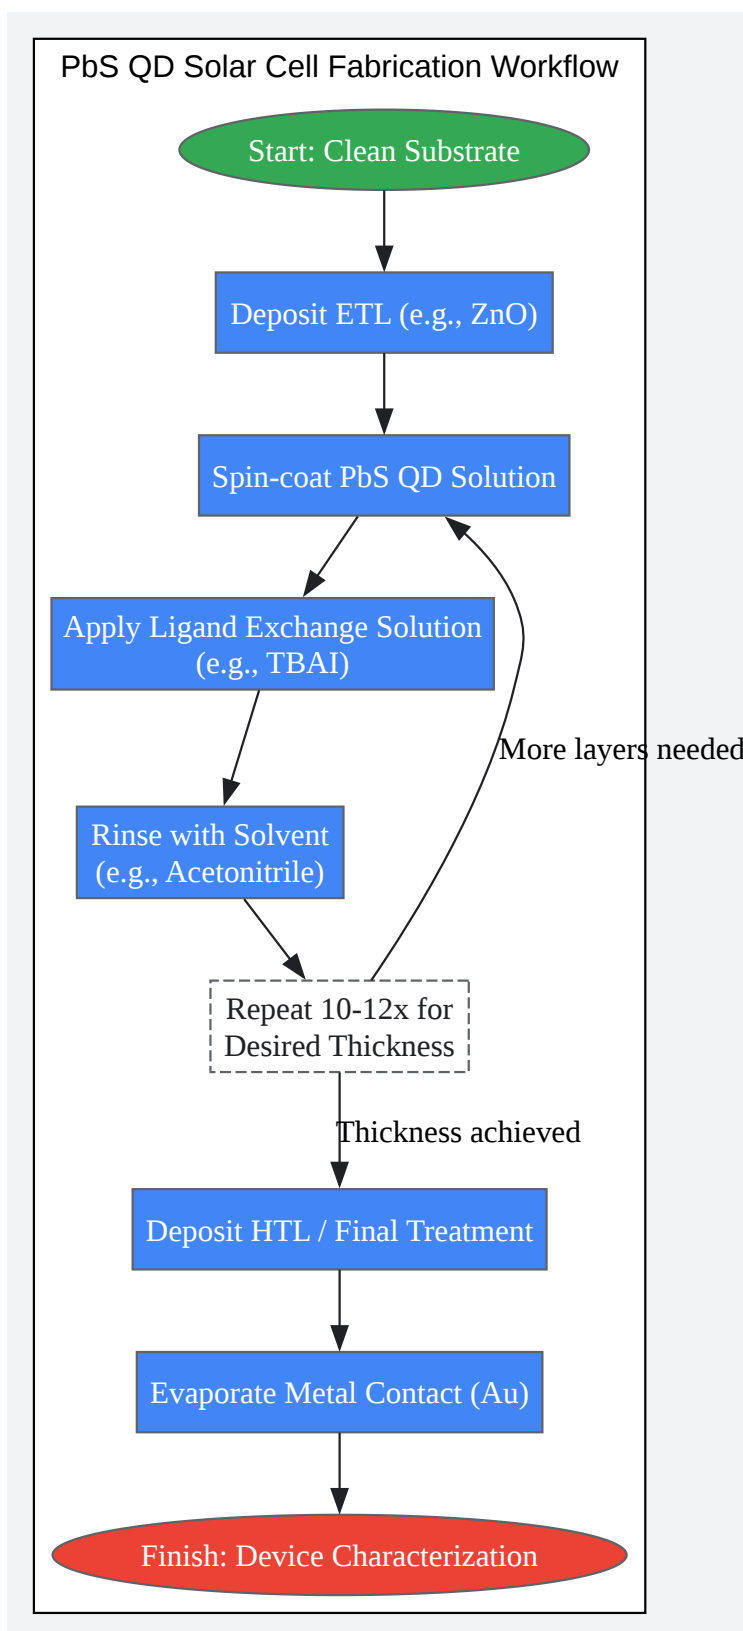 PbS QD Solar Cell Fabrication Workflow
Start: Clean Substrate
Deposit ETL (e.g., ZnO)
Spin-coat PbS QD Solution
Apply Ligand Exchange Solution
(e.g., TBAI)
More layers needed
Rinse with Solvent
(e.g., Acetonitrile)
Repeat 10-12x for
Desired Thickness
Thickness achieved
Deposit HTL / Final Treatment
Evaporate Metal Contact (Au)
Finish: Device Characterization